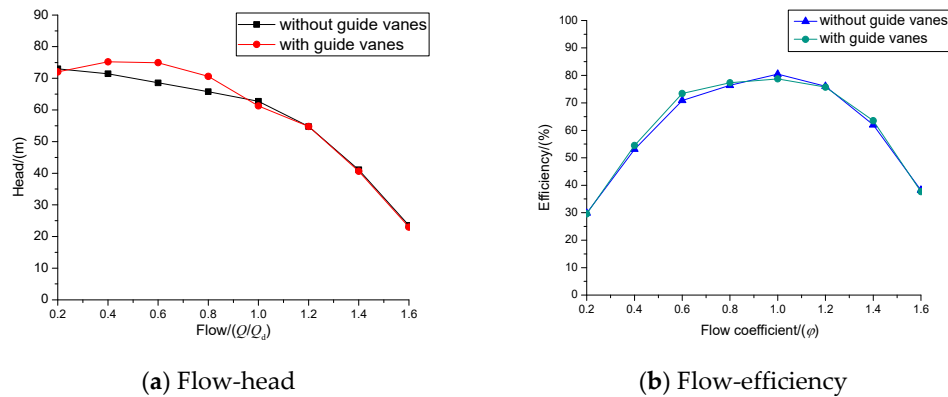 90
80
70
60
50
40
30
20
10
0
Head/(m)
without guide vanes
with guide vanes
0.2 0.4 0.6 0.8 1.0 1.2 1.4 1.6
Flow/(Q/Qd)
(a) Flow-head
100
90
80
70
60
50
40
30
20
10
0
Efficiency/(%)
without guide vanes
with guide vanes
0.2 0.4 0.6 0.8 1.0 1.2 1.4 1.6
Flow coefficient/(φ)
(b) Flow-efficiency